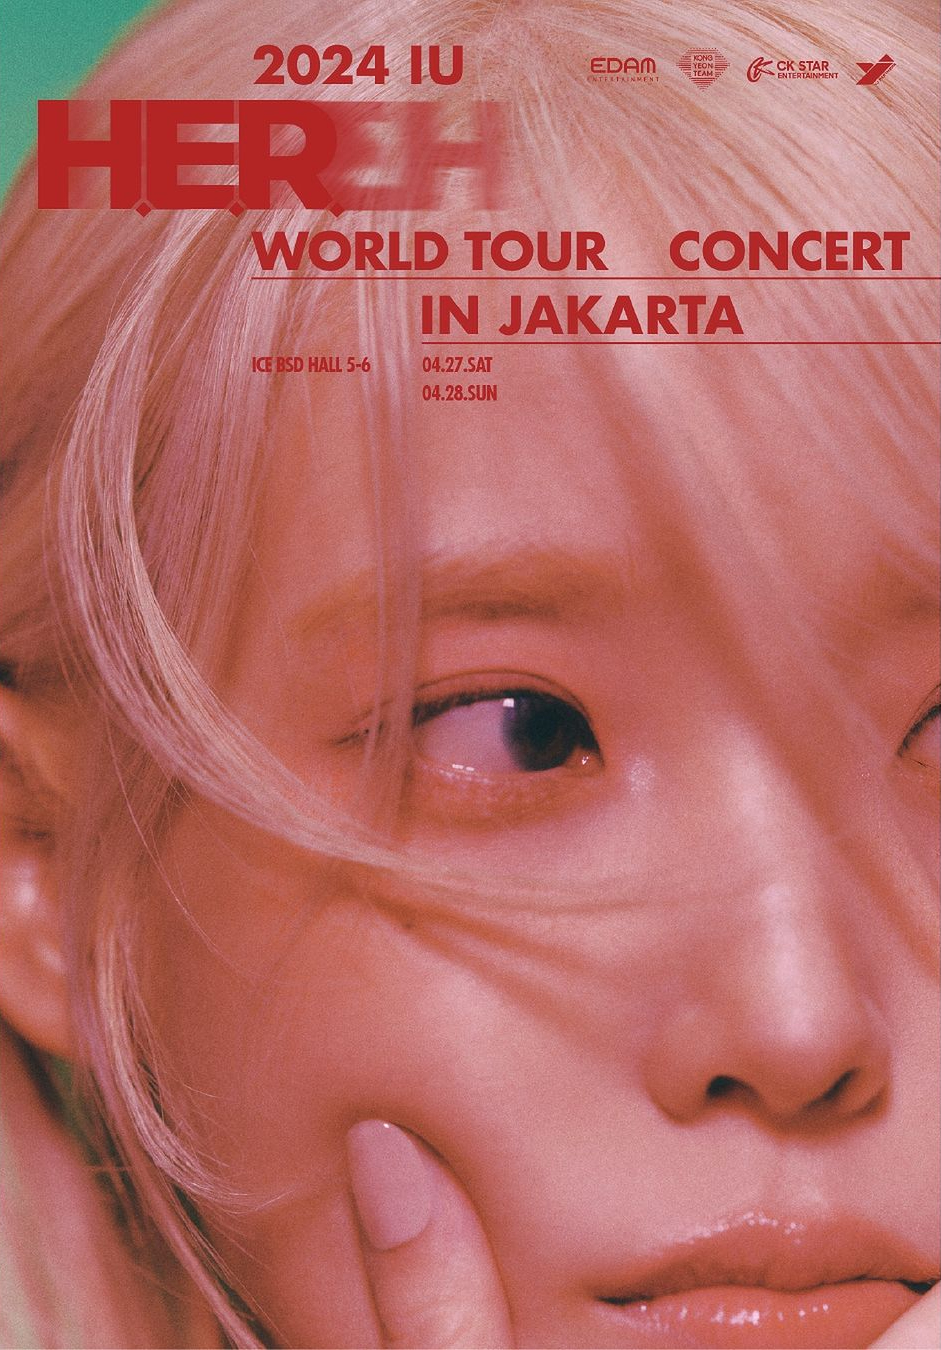 2024 IU
EDAM
ENTERTAINMENT
KONG
YEON
TEAM
CK STAR
ENTERTAINMENT
H.E.R.EH
WORLD TOUR CONCERT
IN JAKARTA
ICE BSD HALL 5-6 04.27.SAT
04.28.SUN